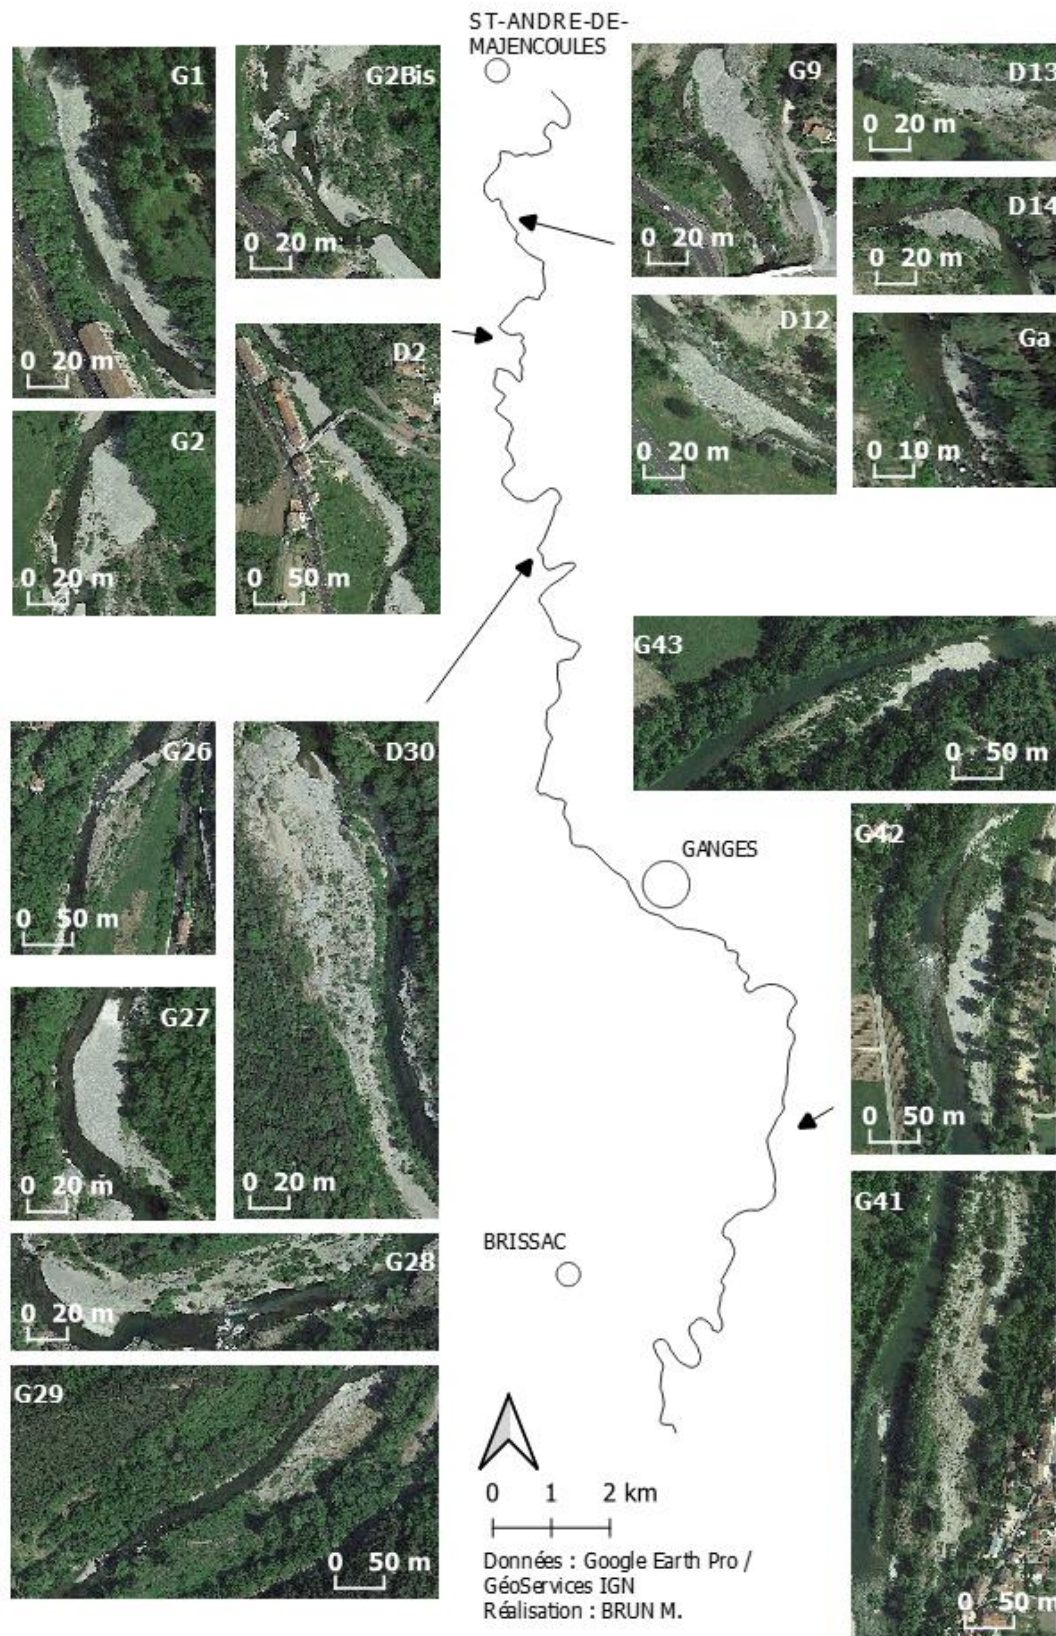 ST-ANDRE-DE-
MAJENCOULES
G1
0 20 m
G2Bis
0 20 m
G2
0 20 m
D2
0 50 m
G9
0 20 m
D13
0 20 m
D14
0 20 m
D12
0 20 m
Ga
0 10 m
G26
0 50 m
D30
0 20 m
G27
0 20 m
G28
0 20 m
G29
0 50 m
G43
0 50 m
GANGES
G42
0 50 m
G41
0 50 m
BRISSAC
0 1 2 km
Données : Google Earth Pro /
GéoServices IGN
Réalisation : BRUN M.